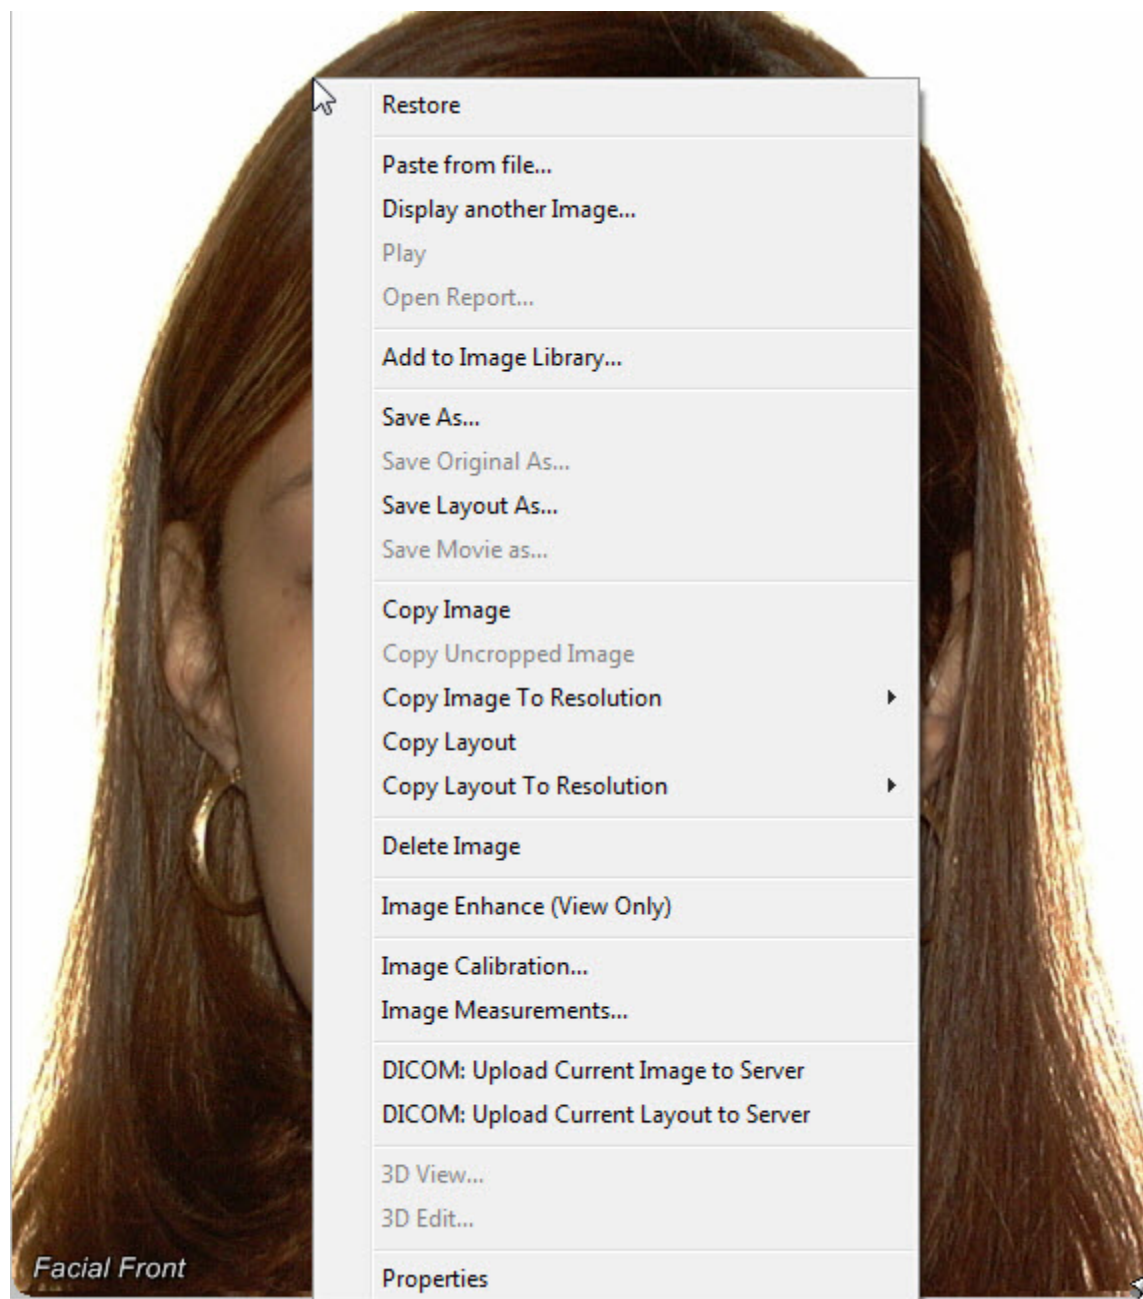 Restore
Paste from file...
Display another Image...
Play
Open Report...
Add to Image Library...
Save As...
Save Original As...
Save Layout As...
Save Movie as...
Copy Image
Copy Uncropped Image
Copy Image To Resolution
Copy Layout
Copy Layout To Resolution
Delete Image
Image Enhance (View Only)
Image Calibration...
Image Measurements...
DICOM: Upload Current Image to Server
DICOM: Upload Current Layout to Server
3D View...
3D Edit...
Facial Front
Properties